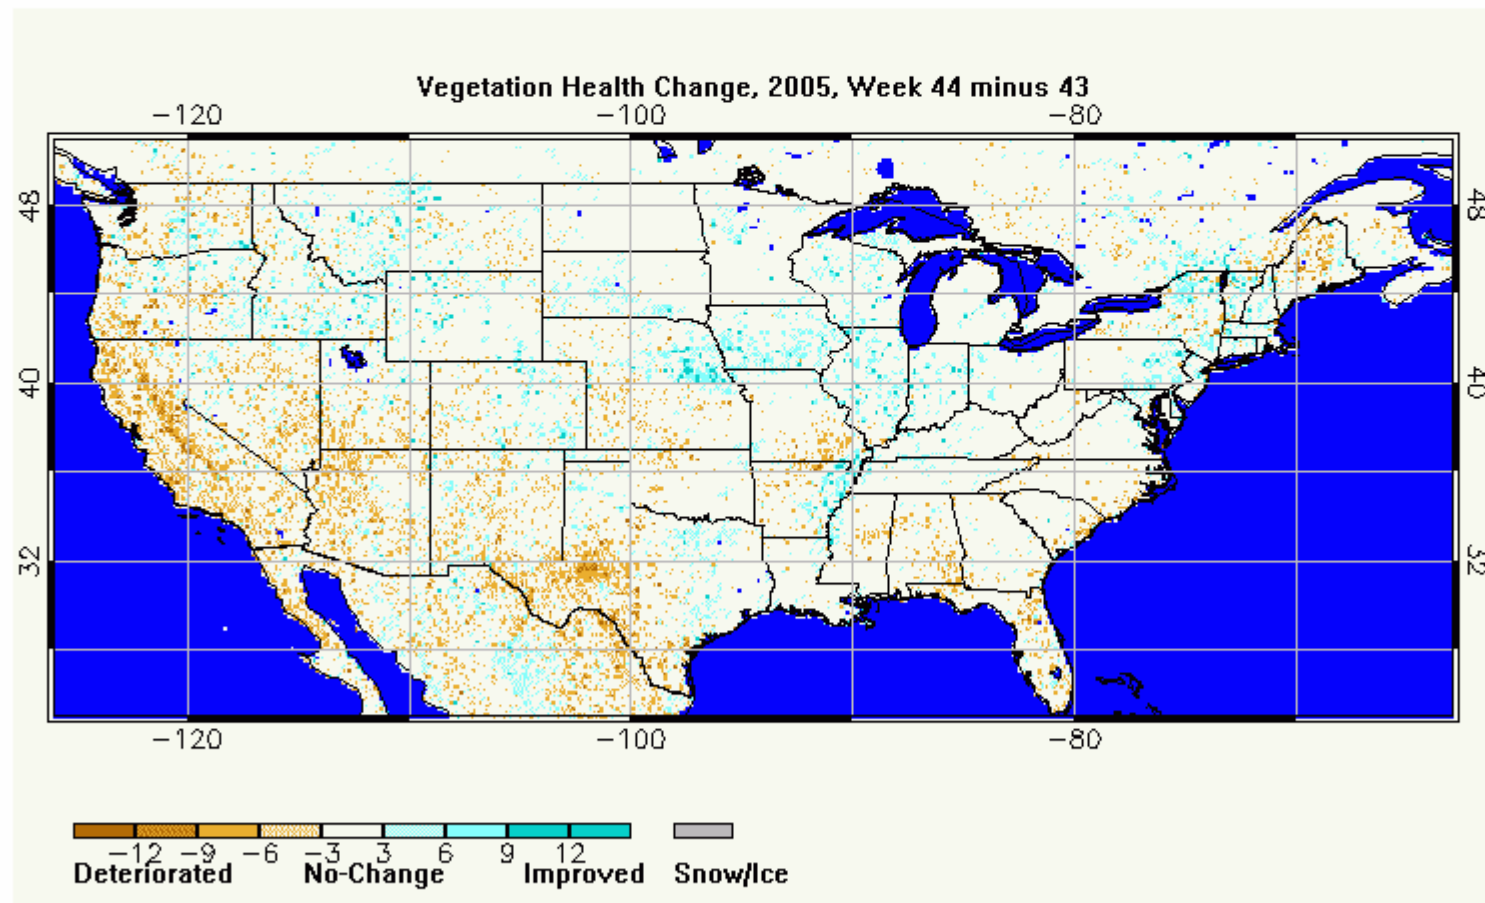 Vegetation Health Change, 2005, Week 44 minus 43
−120 −100 −80
48 48
40 40
32 32
−120 −100 −80
−12 −9 −6 −3 3 6 9 12
Deteriorated No-Change Improved Snow/Ice